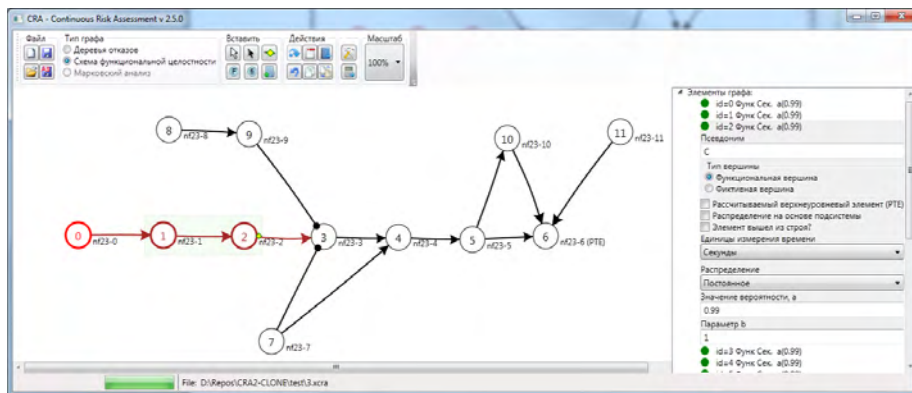 CRA - Continuous Risk Assessment v 2.5.0
Файл
Тип графа
Вставить
Действия
Масштаб
Деревья отказов
Схема функциональной целостности
Марковский анализ
100%
8
nf23-8
9
nf23-9
10
nf23-10
11
nf23-11
0
nf23-0
1
nf23-1
2
nf23-2
3
nf23-3
4
nf23-4
5
nf23-5
6
nf23-6 (PTE)
7
nf23-7
Элементы графа:
id=0 Функ Сек. a(0.99)
id=1 Функ Сек. a(0.99)
id=2 Функ Сек. a(0.99)
Псевдоним
C
Тип вершины
Функциональная вершина
Фиктивная вершина
Рассчитываемый верхнеуровневый элемент (PTE)
Распределение на основе подсистемы
Элемент вышел из строя?
Единицы измерения времени
Секунды
Распределение
Постоянное
Значение вероятности, a
0.99
Параметр b
1
id=3 Функ Сек. a(0.99)
id=4 Функ Сек. a(0.99)
File: D:\Repos\CRA2-CLONE\test\3.xcra